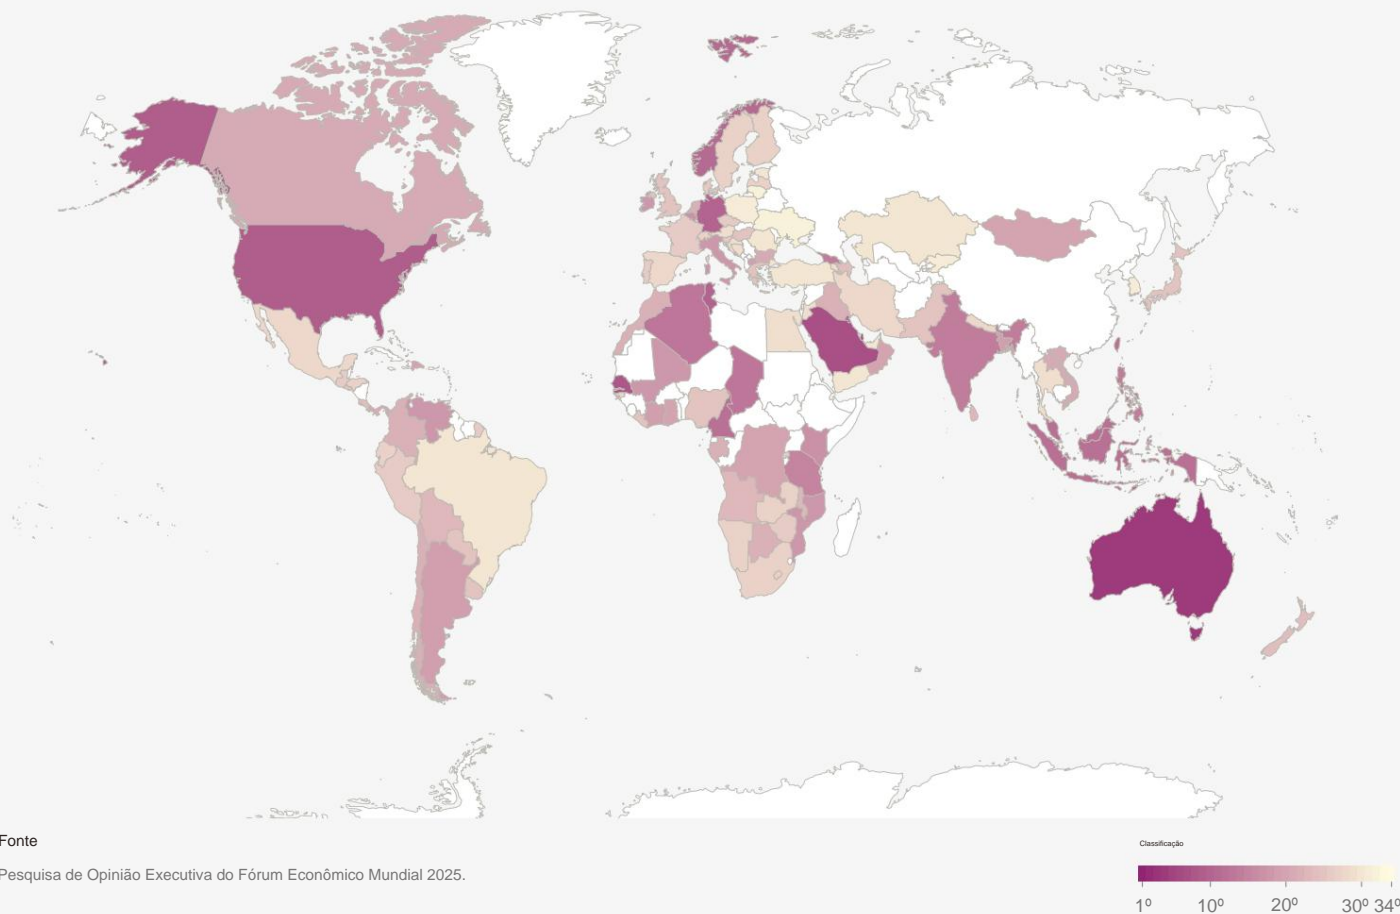 Fonte
Pesquisa de Opinião Executiva do Fórum Econômico Mundial 2025.
Classificação
1º 10º 20º 30º 34º